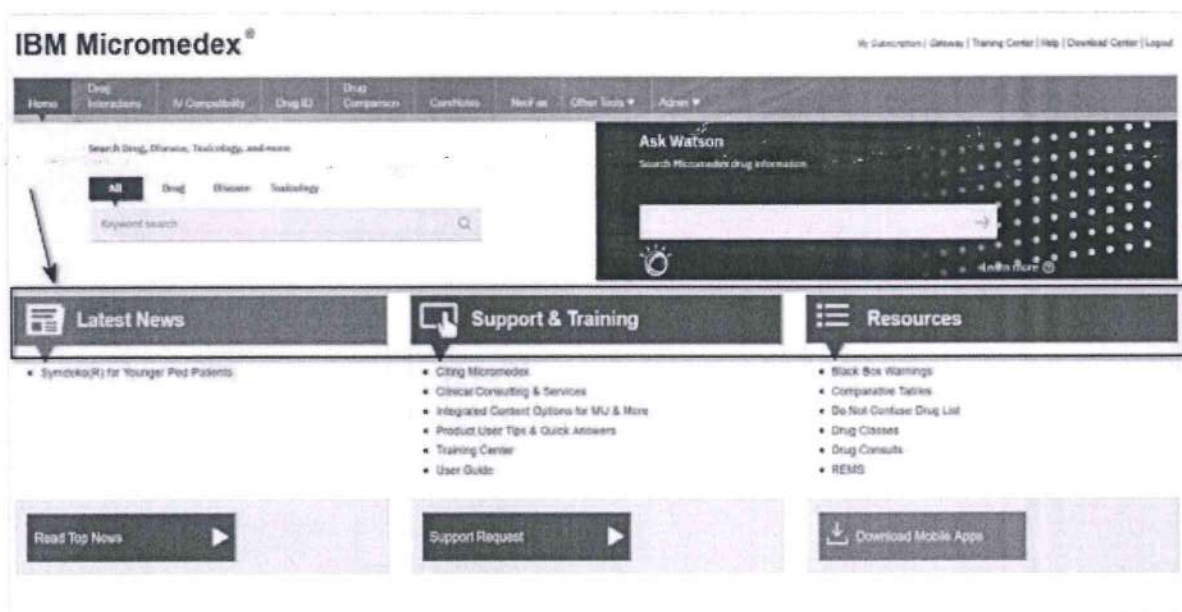 IBM Micromedex®
My Subscription | Gateway | Training Center | Help | Download Center | Logout
Home
Drug Interactions
IV Compatibility
Drug ID
Drug Comparison
CareNotes
NeoFax
Other Tools ▼
Admin ▼
Search Drug, Disease, Toxicology, and more
All Drug Disease Toxicology
Keyword search
Ask Watson
Search Micromedex drug information
Learn more
Latest News
• Symdeko(R) for Younger Ped Patients
Read Top News
Support & Training
• Citing Micromedex
• Clinical Consulting & Services
• Integrated Content Options for MU & More
• Product User Tips & Quick Answers
• Training Center
• User Guide
Support Request
Resources
• Black Box Warnings
• Comparative Tables
• Do Not Confuse Drug List
• Drug Classes
• Drug Consults
• REMS
Download Mobile Apps